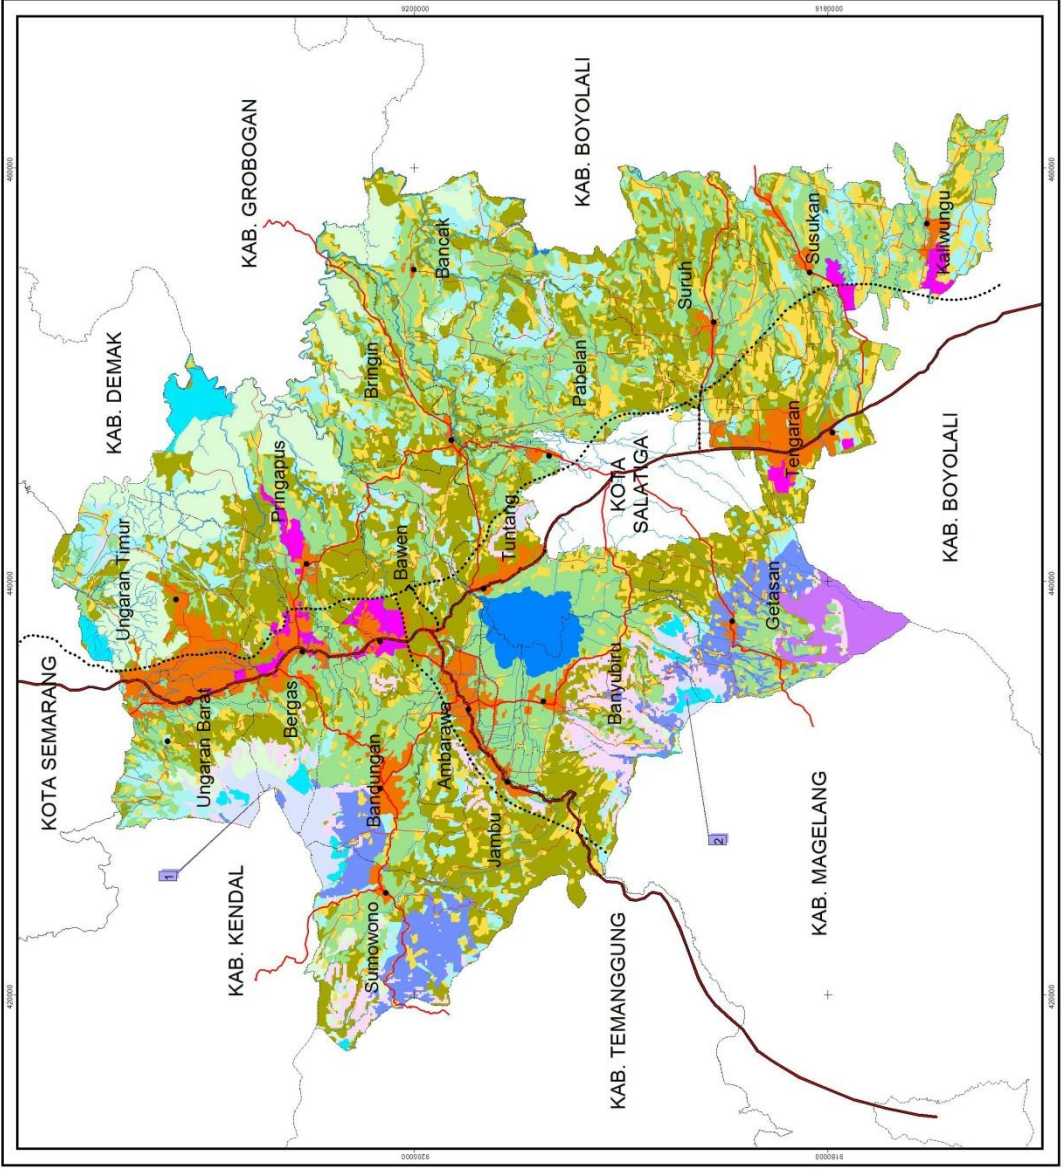 420000 440000 460000
KOTA SEMARANG
KAB. DEMAK
Ungaran Timur
1
Ungaran Barat
KAB. KENDAL
KAB. GROBOGAN
Pringapus
Bergas
Bringin
Bandungan
Sumowono
Bawen
9200000 9200000
Bancak
Ambarawa
Jambu
Tuntang
Pabelan
KAB. BOYOLALI
KOTA
SALATIGA
Banyubiru
KAB. TEMANGGUNG
Suruh
2
Getasan
Tengaran
Susukan
KAB. MAGELANG
9180000 9180000
Kaliwungu
KAB. BOYOLALI
420000 440000 460000